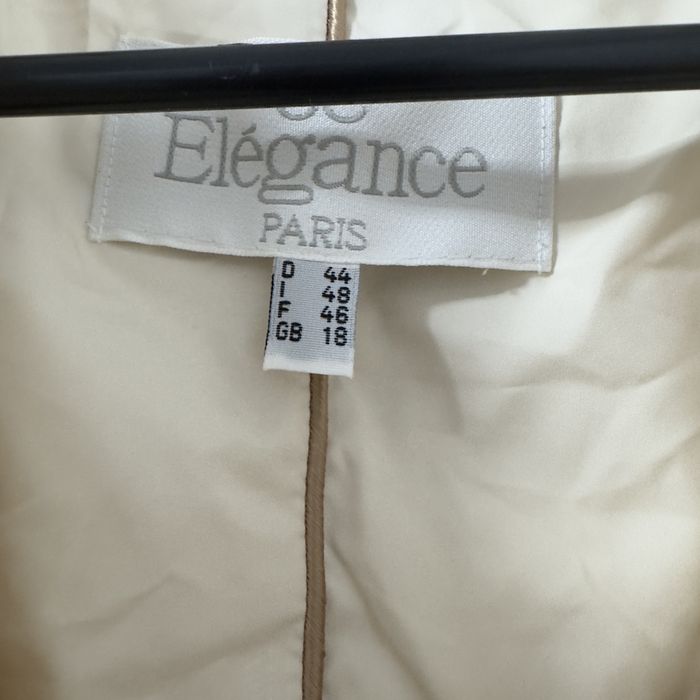 Elégance
PARIS
D 44
I 48
F 46
GB 18